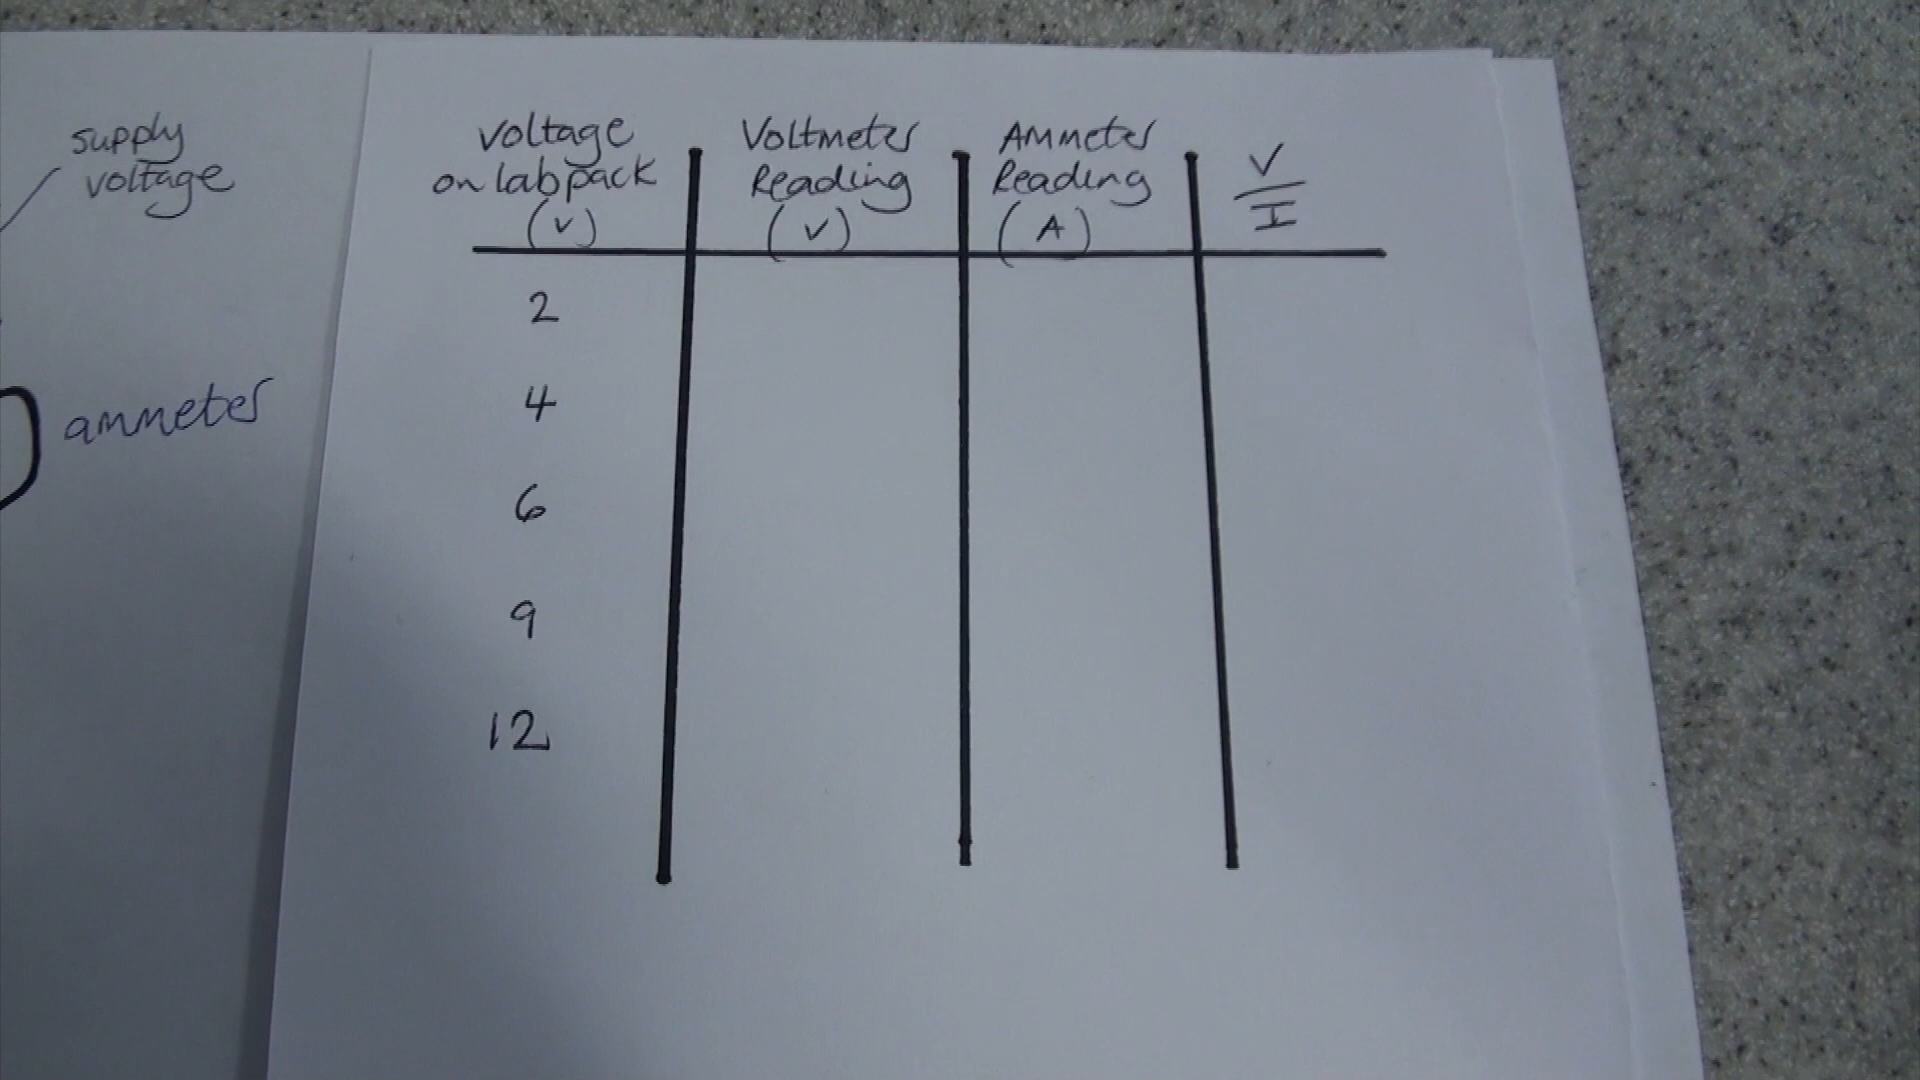 supply
voltage
ammeter
Voltage
on labpack
(V)
Voltmeter
Reading
(V)
Ammeter
Reading
(A)
V
I
2
4
6
9
12